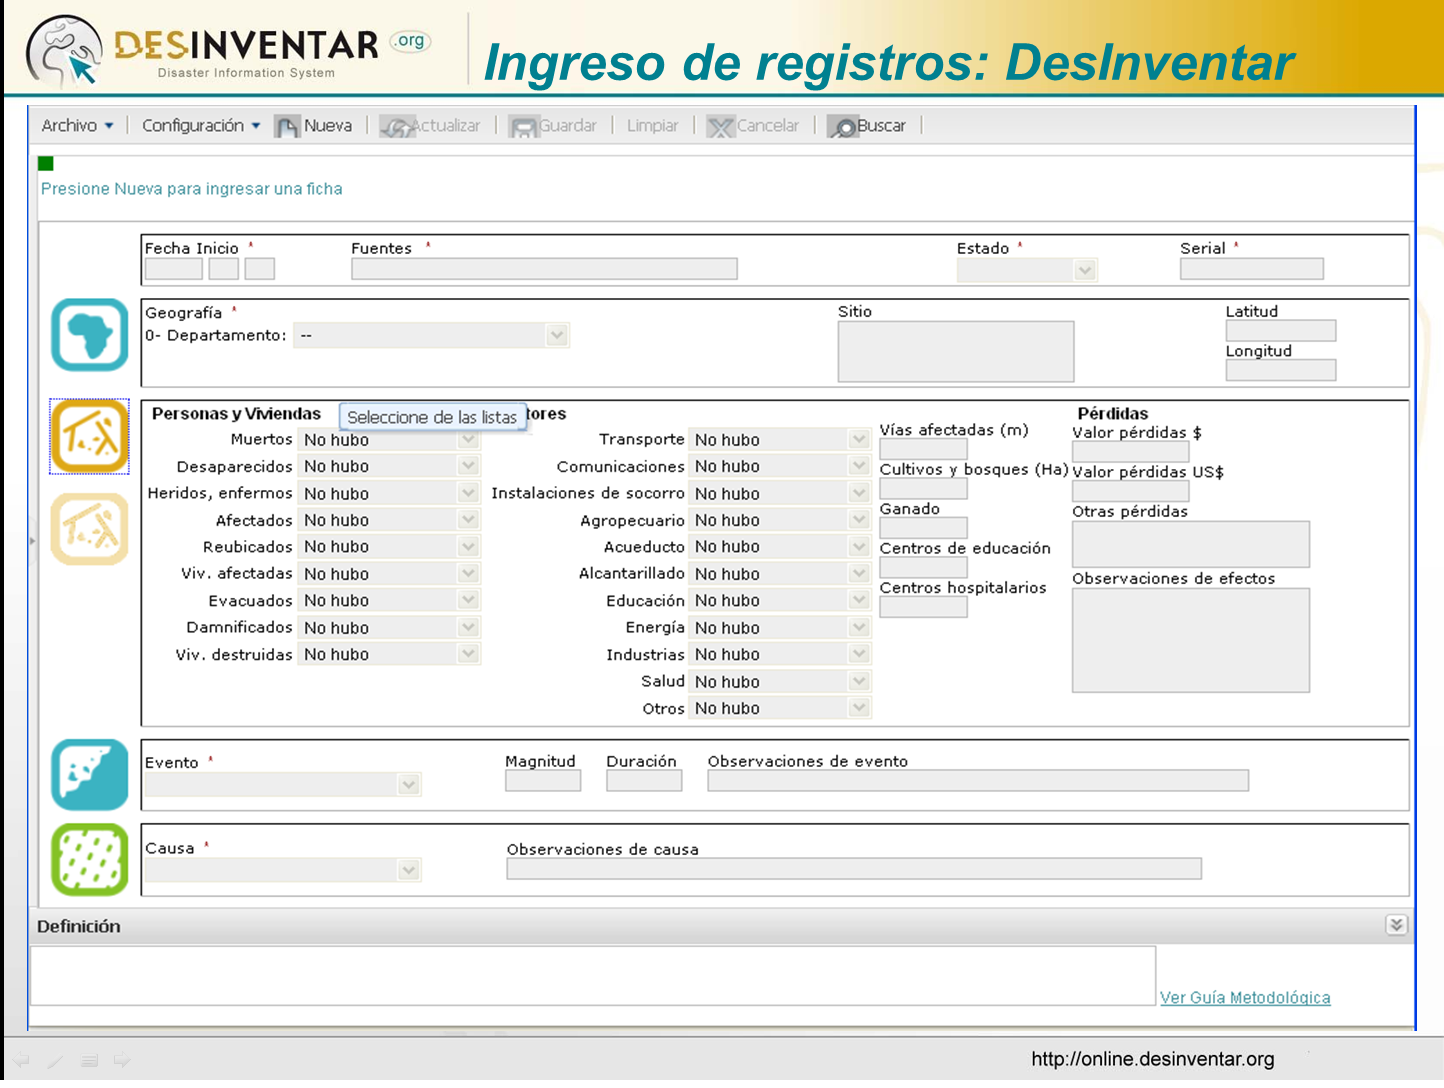 DESINVENTAR .org
Disaster Information System
Ingreso de registros: DesInventar
Archivo Configuración Nueva Actualizar Guardar Limpiar Cancelar Buscar
Presione Nueva para ingresar una ficha
Fecha Inicio * Fuentes * Estado * Serial *
Geografía * Sitio Latitud
0- Departamento: --
Longitud
Personas y Viviendas Seleccione de las listas tores Pérdidas
Muertos No hubo Transporte No hubo Vías afectadas (m) Valor pérdidas $
Desaparecidos No hubo Comunicaciones No hubo Cultivos y bosques (Ha) Valor pérdidas US$
Heridos, enfermos No hubo Instalaciones de socorro No hubo Ganado Otras pérdidas
Afectados No hubo Agropecuario No hubo
Reubicados No hubo Acueducto No hubo Centros de educación
Viv. afectadas No hubo Alcantarillado No hubo Centros hospitalarios Observaciones de efectos
Evacuados No hubo Educación No hubo
Damnificados No hubo Energía No hubo
Viv. destruidas No hubo Industrias No hubo
Salud No hubo
Otros No hubo
Evento * Magnitud Duración Observaciones de evento
Causa * Observaciones de causa
Definición
Ver Guía Metodológica
http://online.desinventar.org